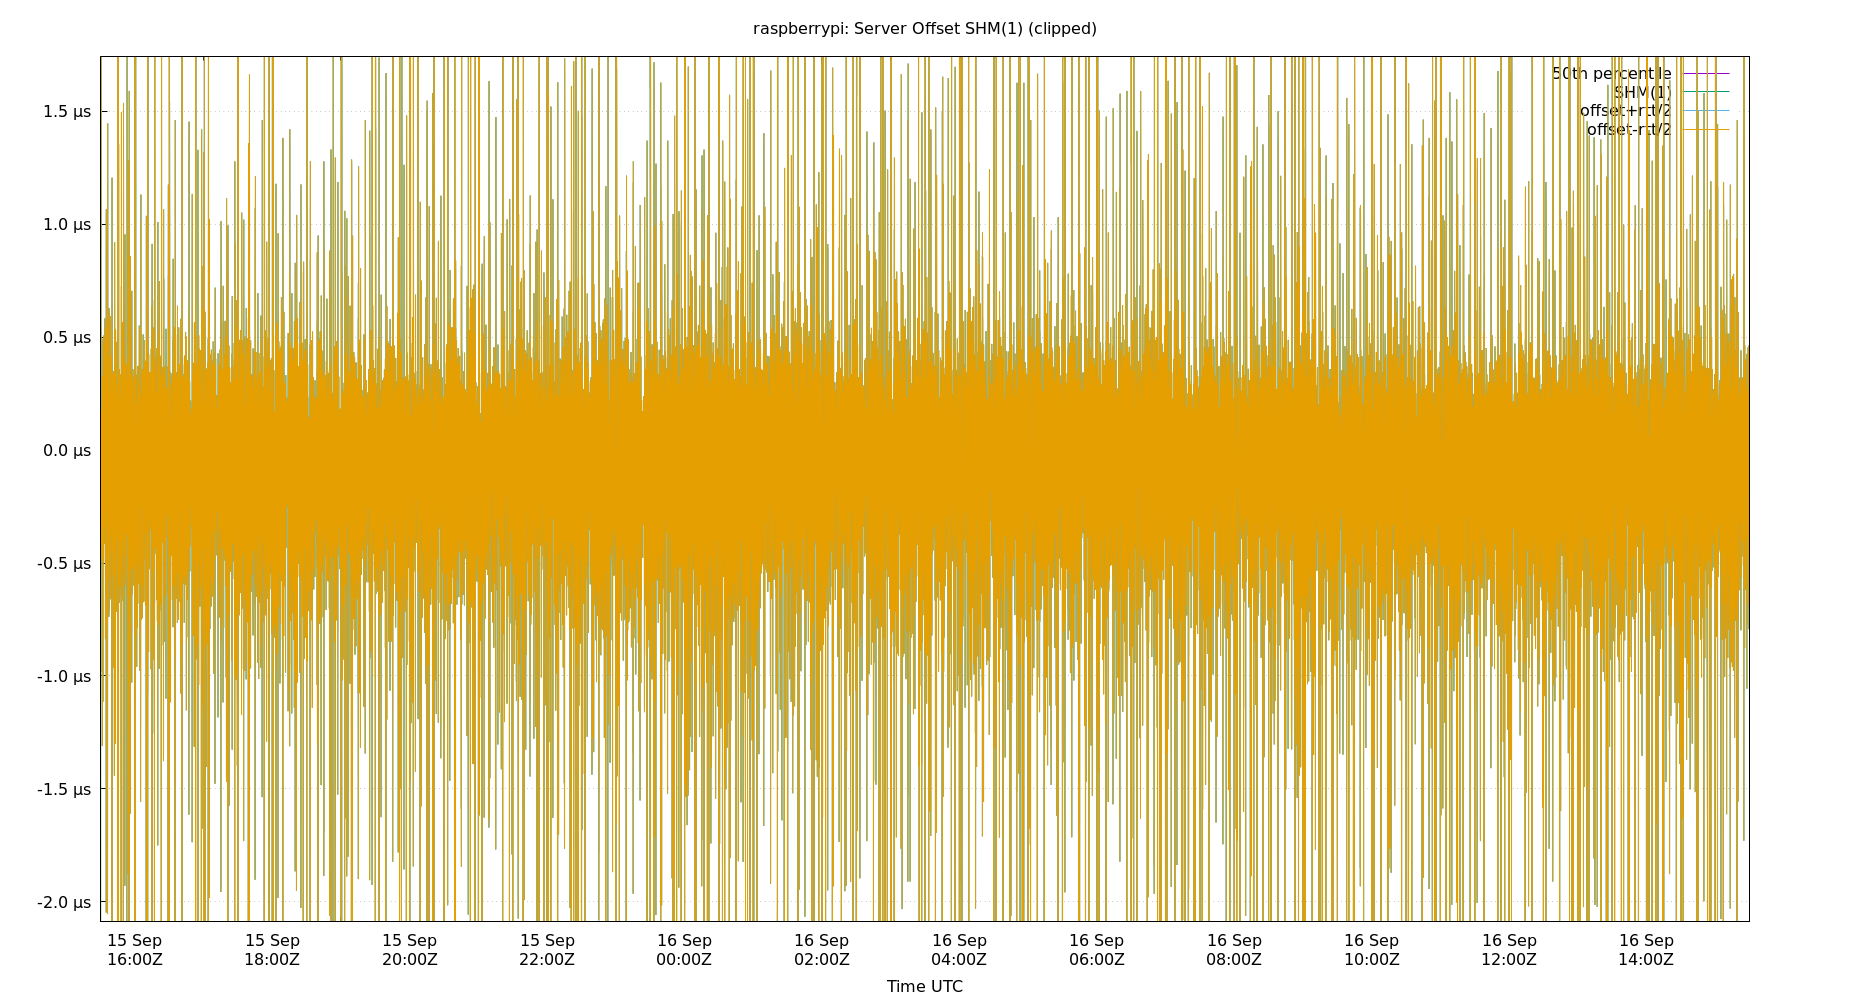 raspberrypi: Server Offset SHM(1) (clipped)
50th percentile
SHM(1)
offset+rtt/2
offset-rtt/2
1.5 µs
1.0 µs
0.5 µs
0.0 µs
-0.5 µs
-1.0 µs
-1.5 µs
-2.0 µs
15 Sep 15 Sep 15 Sep 15 Sep 16 Sep 16 Sep 16 Sep 16 Sep 16 Sep 16 Sep 16 Sep 16 Sep
16:00Z 18:00Z 20:00Z 22:00Z 00:00Z 02:00Z 04:00Z 06:00Z 08:00Z 10:00Z 12:00Z 14:00Z
Time UTC